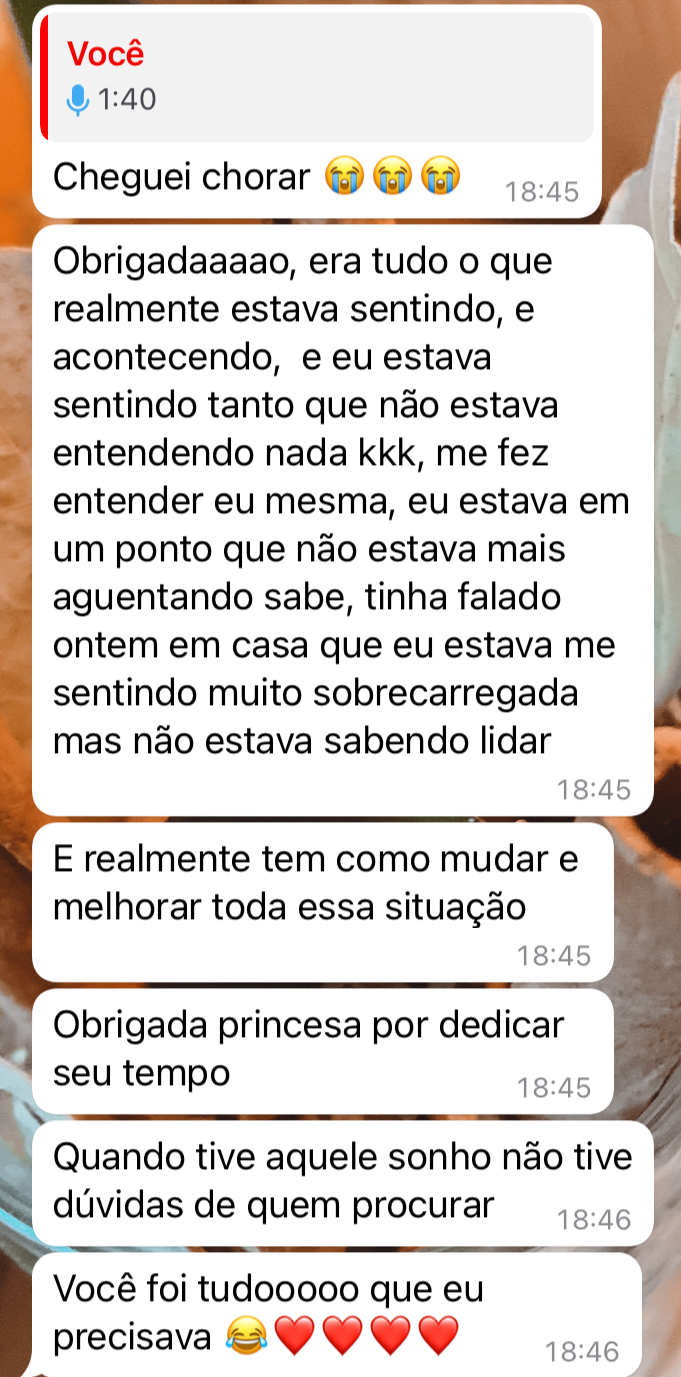 Você
1:40
Cheguei chorar 😭😭😭
18:45
Obrigadaaaao, era tudo o que
realmente estava sentindo, e
acontecendo,  e eu estava
sentindo tanto que não estava
entendendo nada kkk, me fez
entender eu mesma, eu estava em
um ponto que não estava mais
aguentando sabe, tinha falado
ontem em casa que eu estava me
sentindo muito sobrecarregada
mas não estava sabendo lidar
18:45
E realmente tem como mudar e
melhorar toda essa situação
18:45
Obrigada princesa por dedicar
seu tempo
18:45
Quando tive aquele sonho não tive
dúvidas de quem procurar
18:46
Você foi tudooooo que eu
precisava 😂❤️❤️❤️❤️
18:46